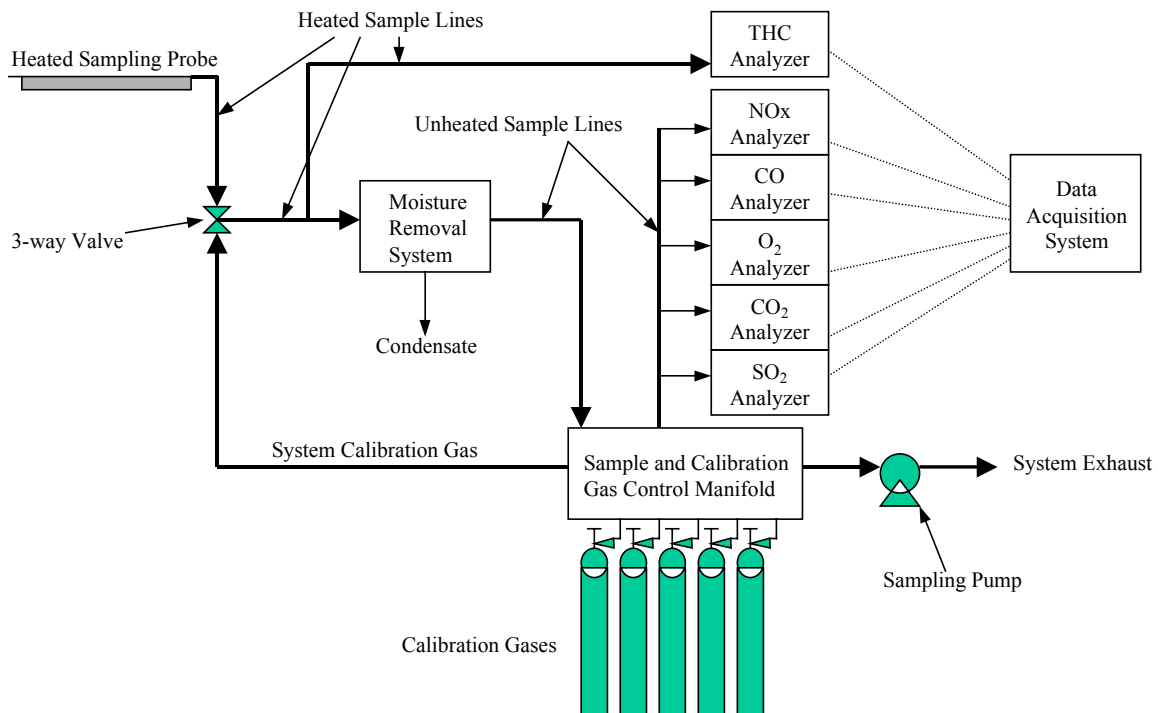 Heated Sample Lines
Heated Sampling Probe
THC
Analyzer
NOx
Analyzer
Unheated Sample Lines
CO
Analyzer
Data
Acquisition
System
Moisture
Removal
System
3-way Valve
O2
Analyzer
CO2
Analyzer
Condensate
SO2
Analyzer
System Calibration Gas
Sample and Calibration
Gas Control Manifold
System Exhaust
Sampling Pump
Calibration Gases